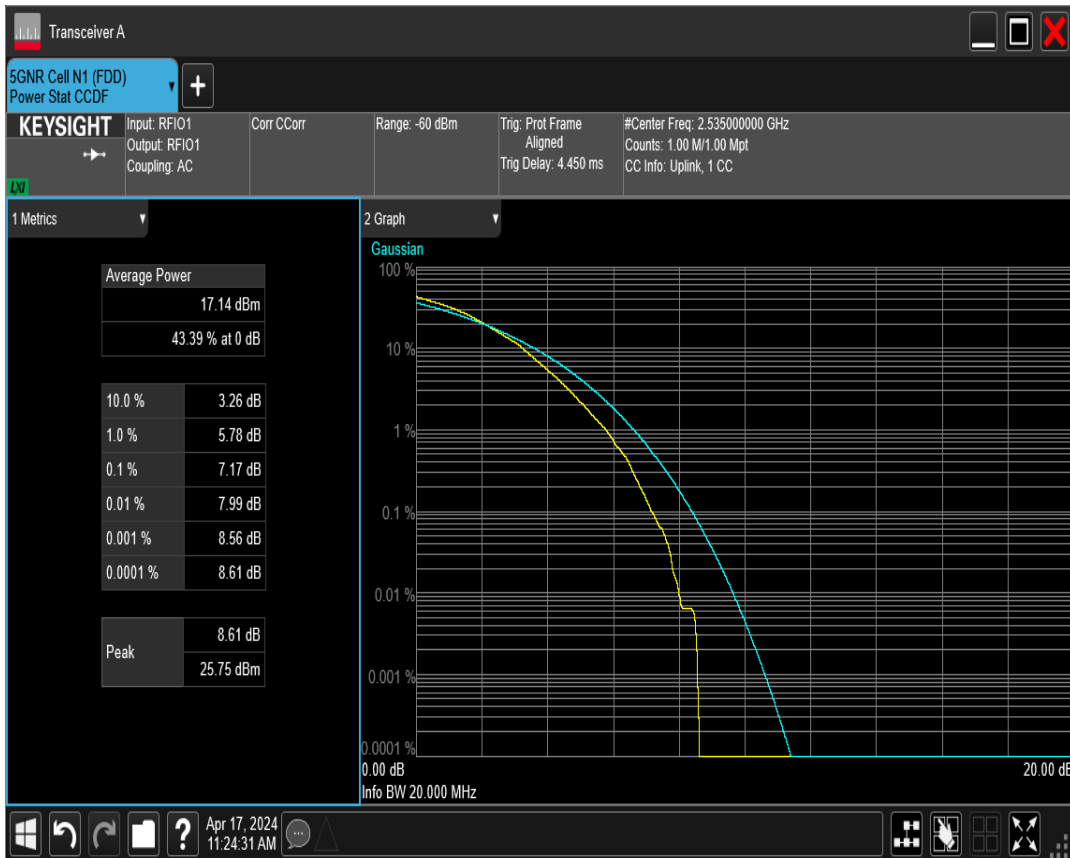 Transceiver A
5GNR Cell N1 (FDD)
Power Stat CCDF
+
KEYSIGHT
LXI
Input: RFIO1
Output: RFIO1
Coupling: AC
Corr CCorr
Range: -60 dBm
Trig: Prot Frame
Aligned
Trig Delay: 4.450 ms
#Center Freq: 2.535000000 GHz
Counts: 1.00 M/1.00 Mpt
CC Info: Uplink, 1 CC
1 Metrics
Average Power
17.14 dBm
43.39 % at 0 dB
10.0 % 3.26 dB
1.0 % 5.78 dB
0.1 % 7.17 dB
0.01 % 7.99 dB
0.001 % 8.56 dB
0.0001 % 8.61 dB
Peak
8.61 dB
25.75 dBm
2 Graph
Gaussian
100 %
10 %
1 %
0.1 %
0.01 %
0.001 %
0.0001 %
0.00 dB 20.00 dB
Info BW 20.000 MHz
?
Apr 17, 2024
11:24:31 AM